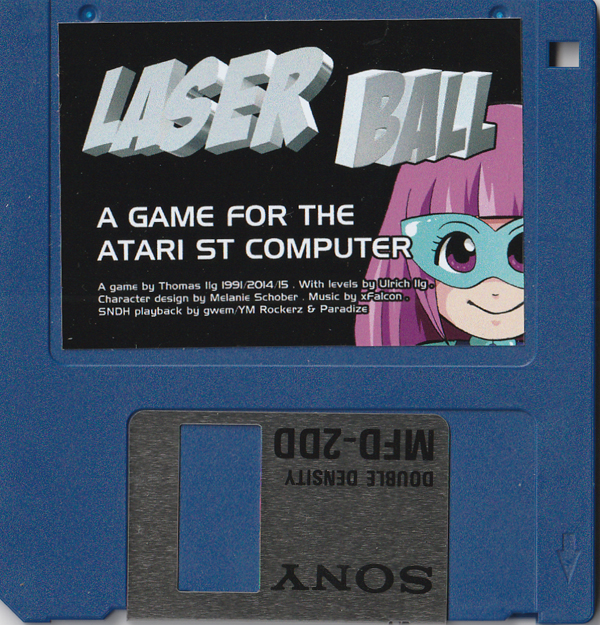 LASER BALL
A GAME FOR THE
ATARI ST COMPUTER
A game by Thomas Ilg 1991/2014/15 . With levels by Ulrich Ilg .
Character design by Melanie Schober . Music by xFalcon .
SNDH playback by gwem/YM Rockerz & Paradize
MFD-2DD
DOUBLE DENSITY
SONY